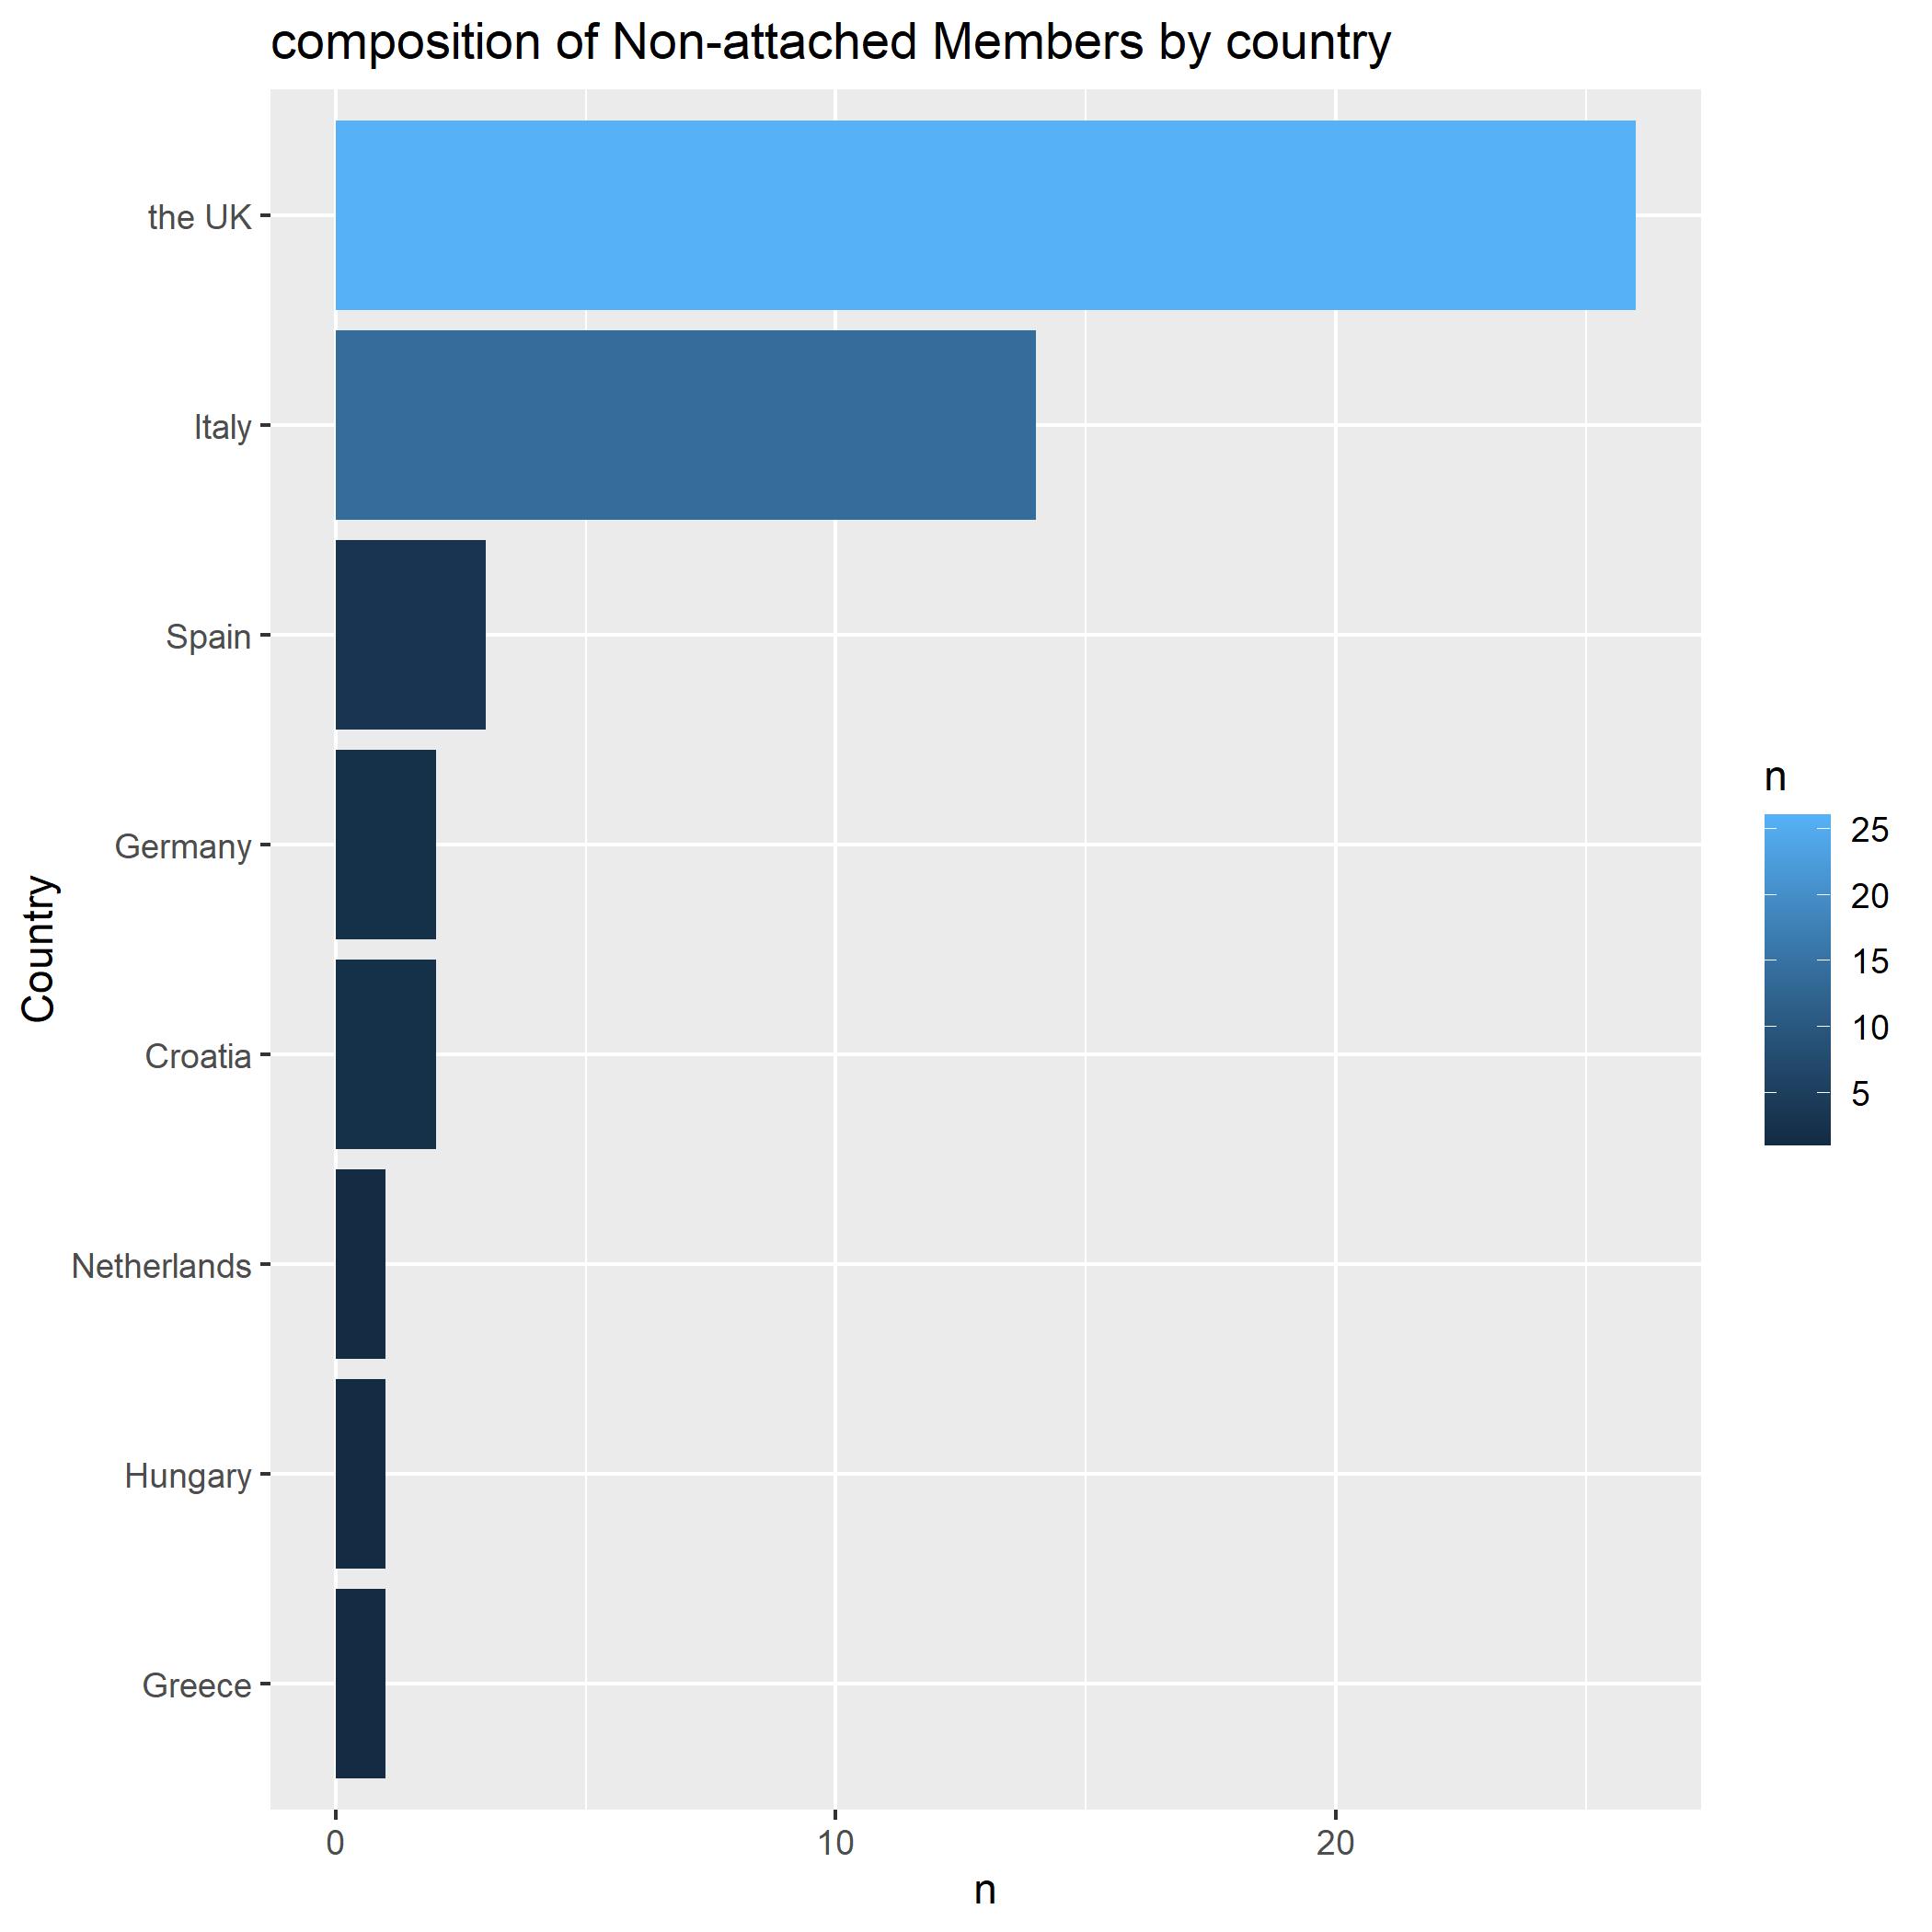 composition of Non-attached Members by country
the UK
Italy
Spain
Germany
Croatia
Netherlands
Hungary
Greece
Country
0 10 20
n
n
25
20
15
10
5